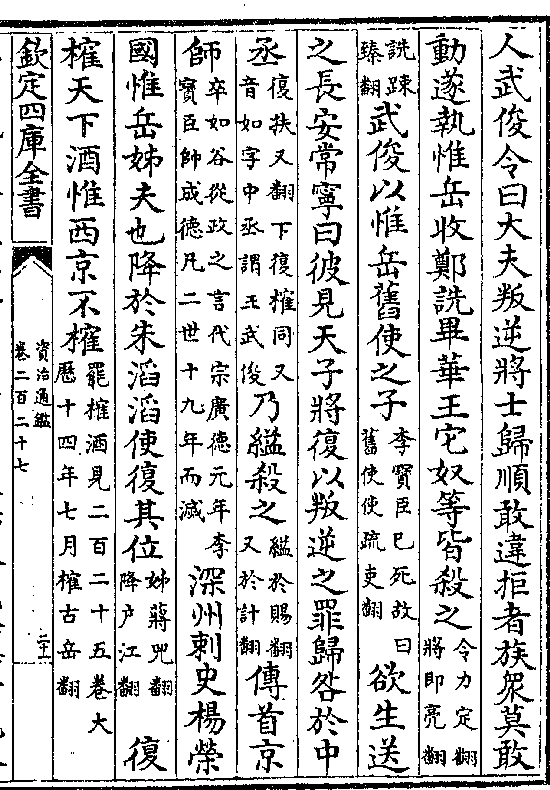 人武俊令曰大夫叛逆將士歸順敢違拒者族衆莫敢
動遂執惟岳收鄭詵畢華王它奴等皆殺之令力定翻將即亮翻
詵疎臻翻武俊以惟岳舊使之子李寳臣已死故曰舊使使疏吏翻欲生送
之長安常寧曰彼見天子將復以叛逆之罪歸咎於中
丞復扶又翻下復榷同又音如字中丞謂王武俊乃縊殺之縊於賜翻又於計翻傳首京
師卒如谷從政之言代宗廣德元年李寳臣帥成德凡二世十九年而滅深州刺史楊榮
國惟岳姊夫也降於朱滔滔使復其位姊蔣兕翻降户江翻復
榷天下酒惟西京不榷罷榷酒見二百二十五卷大厯十四年七月榷古岳翻
欽定四庫全書
資治通鑑
卷二百二十七
二十一